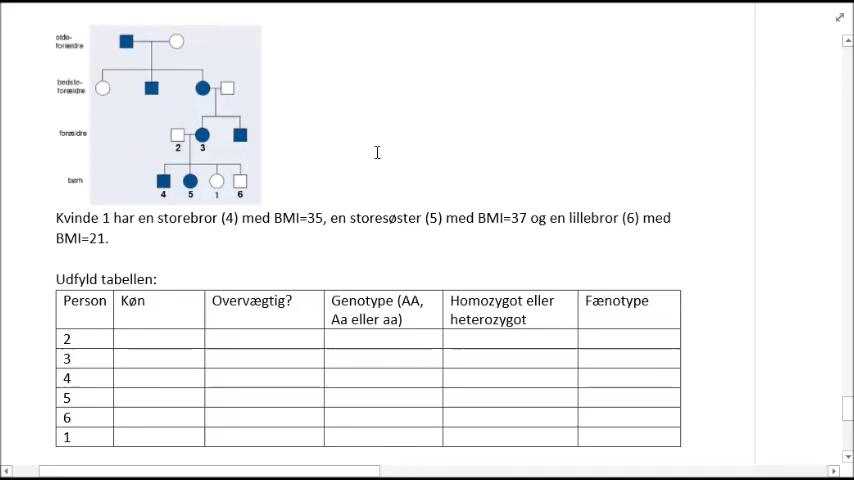 olde-
forældre
bedste-
forældre
forældre
2 3
børn
4 5 1 6
Kvinde 1 har en storebror (4) med BMI=35, en storesøster (5) med BMI=37 og en lillebror (6) med
BMI=21.
Udfyld tabellen:
Person Køn Overvægtig? Genotype (AA, Homozygot eller Fænotype
Aa eller aa) heterozygot
2
3
4
5
6
1